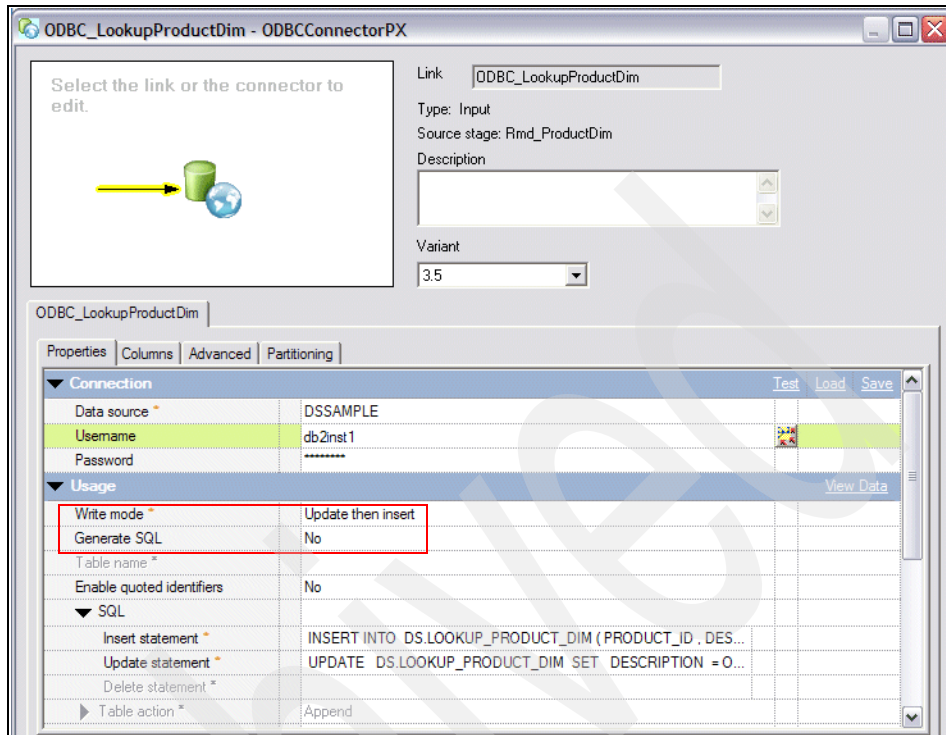 ODBC_LookupProductDim - ODBCConnectorPX
Select the link or the connector to
edit.
Link ODBC_LookupProductDim
Type: Input
Source stage: Rmd_ProductDim
Description
Variant
3.5
ODBC_LookupProductDim
Properties Columns Advanced Partitioning
Connection Test Load Save
Data source * DSSAMPLE
Username db2inst1
Password ********
Usage View Data
Write mode * Update then insert
Generate SQL No
Table name *
Enable quoted identifiers No
SQL
Insert statement * INSERT INTO DS.LOOKUP_PRODUCT_DIM ( PRODUCT_ID , DES...
Update statement * UPDATE DS.LOOKUP_PRODUCT_DIM SET DESCRIPTION = O...
Delete statement *
Table action * Append